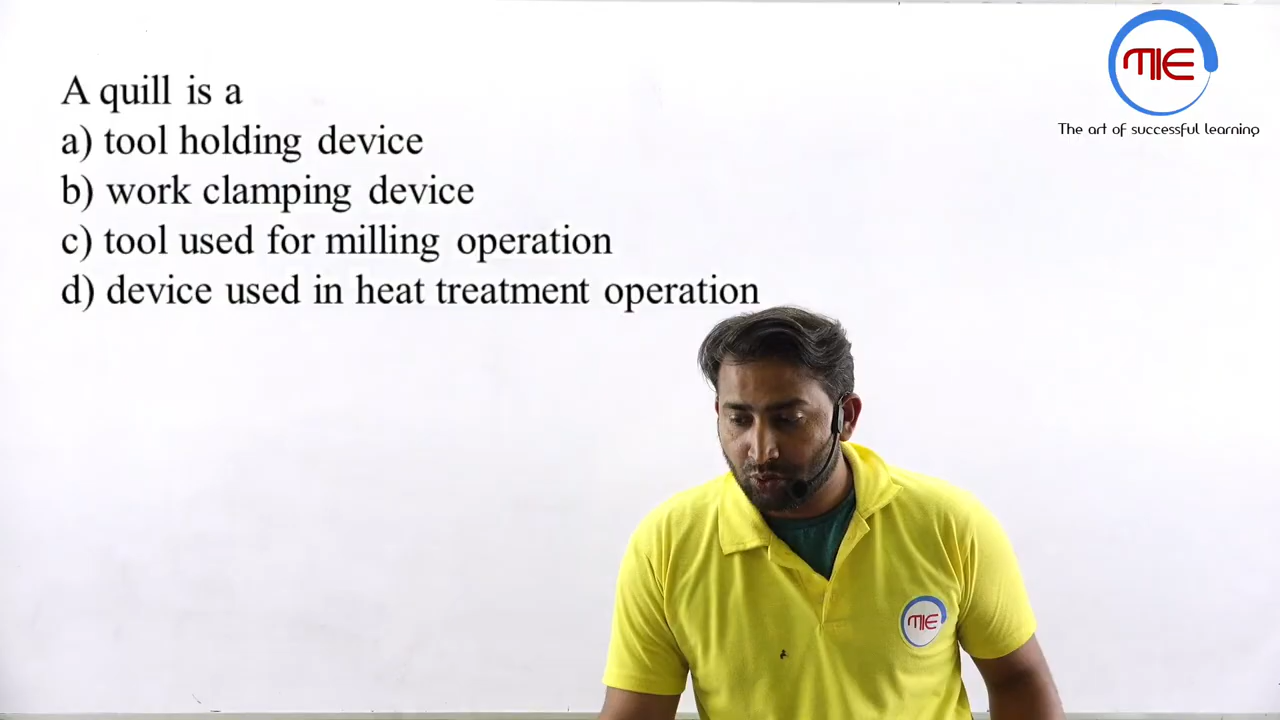 A quill is a
a) tool holding device
b) work clamping device
c) tool used for milling operation
d) device used in heat treatment operation
MIE
The art of successful learning
MIE